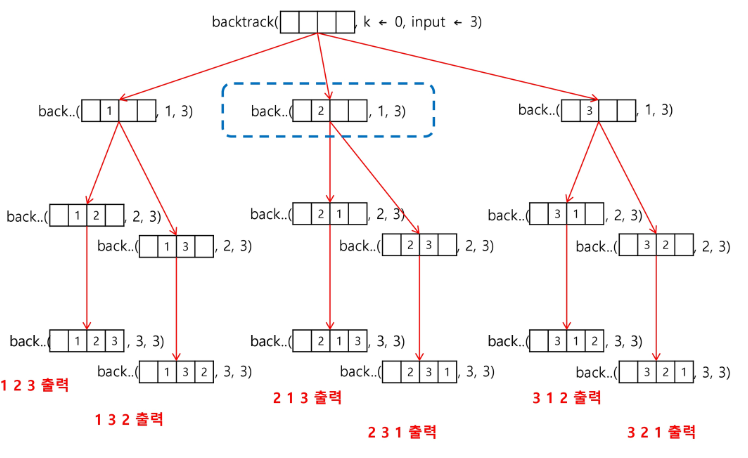 backtrack( , k ← 0, input ← 3)
back..( 1 , 1, 3)
back..( 2 , 1, 3)
back..( 3 , 1, 3)
back..( 1 2 , 2, 3)
back..( 2 1 , 2, 3)
back..( 3 1 , 2, 3)
back..( 1 3 , 2, 3)
back..( 2 3 , 2, 3)
back..( 3 2 , 2, 3)
back..( 1 2 3 , 3, 3)
back..( 2 1 3 , 3, 3)
back..( 3 1 2 , 3, 3)
back..( 1 3 2 , 3, 3)
back..( 2 3 1 , 3, 3)
back..( 3 2 1 , 3, 3)
1 2 3 출력
2 1 3 출력
3 1 2 출력
1 3 2 출력
2 3 1 출력
3 2 1 출력